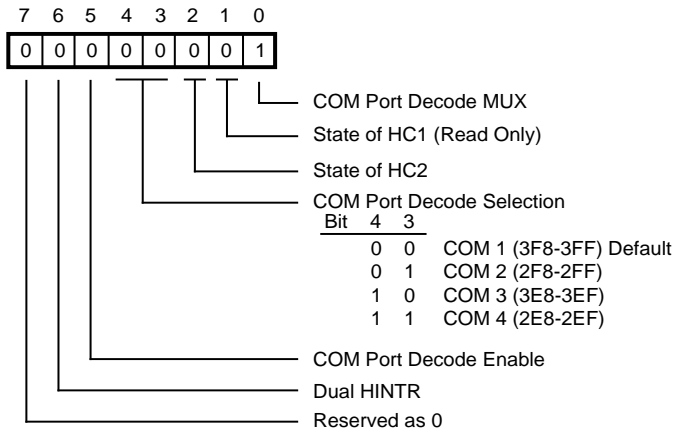 7 6 5 4 3 2 1 0
0 0 0 0 0 0 0 1
COM Port Decode MUX
State of HC1 (Read Only)
State of HC2
COM Port Decode Selection
Bit 4 3
0 0 COM 1 (3F8-3FF) Default
0 1 COM 2 (2F8-2FF)
1 0 COM 3 (3E8-3EF)
1 1 COM 4 (2E8-2EF)
COM Port Decode Enable
Dual HINTR
Reserved as 0